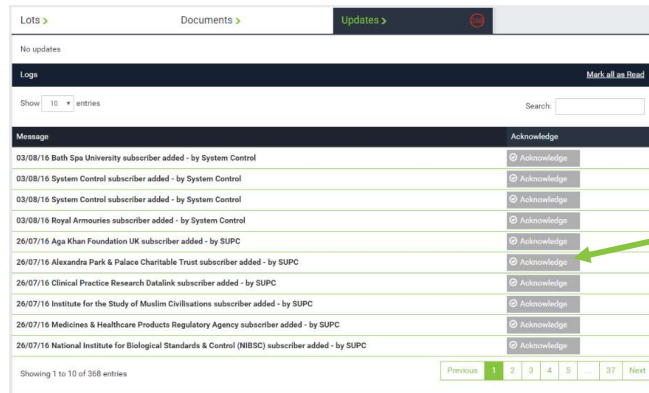 Lots >
Documents >
Updates >
No updates
Logs
Mark all as Read
Show 10 entries
Search:
Message
Acknowledge
03/08/16 Bath Spa University subscriber added - by System Control
Acknowledge
03/08/16 System Control subscriber added - by System Control
Acknowledge
03/08/16 System Control subscriber added - by System Control
Acknowledge
03/08/16 Royal Armouries subscriber added - by System Control
Acknowledge
26/07/16 Aga Khan Foundation UK subscriber added - by SUPC
Acknowledge
26/07/16 Alexandra Park & Palace Charitable Trust subscriber added - by SUPC
Acknowledge
26/07/16 Clinical Practice Research Datalink subscriber added - by SUPC
Acknowledge
26/07/16 Institute for the Study of Muslim Civilisations subscriber added - by SUPC
Acknowledge
26/07/16 Medicines & Healthcare Products Regulatory Agency subscriber added - by SUPC
Acknowledge
26/07/16 National Institute for Biological Standards & Control (NIBSC) subscriber added - by SUPC
Acknowledge
Showing 1 to 10 of 368 entries
Previous 1 2 3 4 5 ... 37 Next